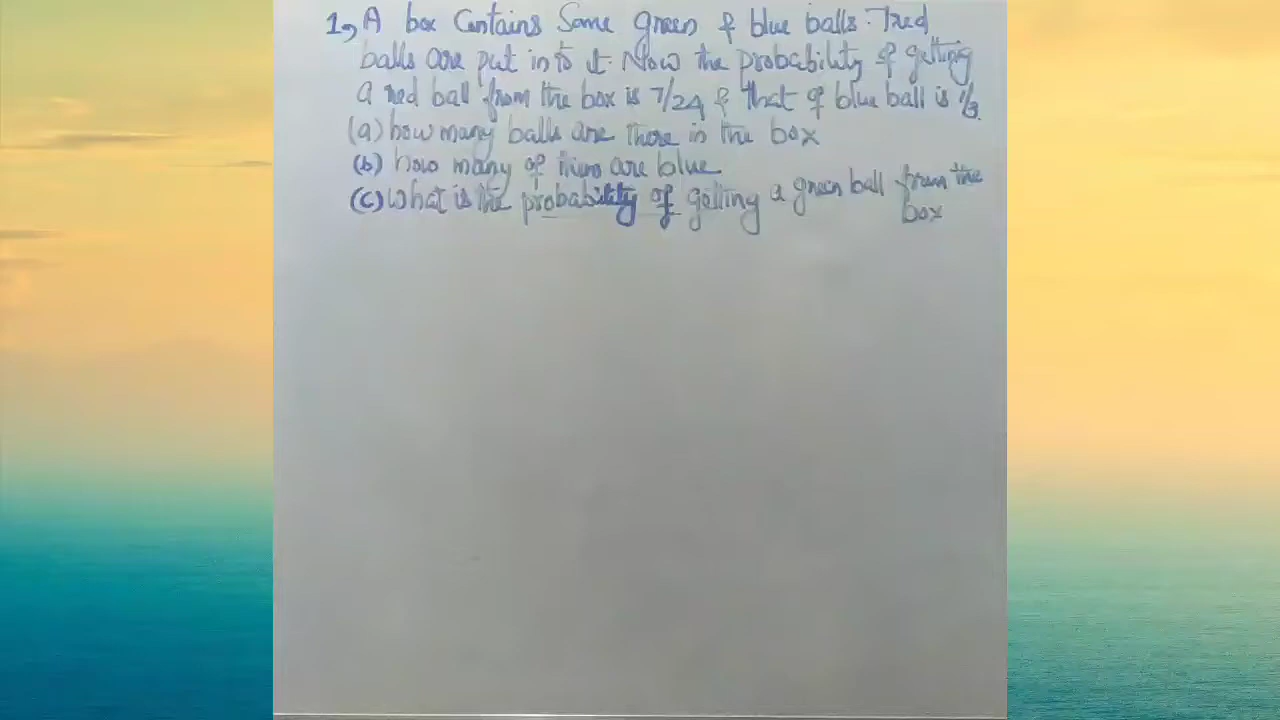 1, A box Contains Some green & blue balls. 7 red
balls are put into it. Now the probability of getting
a red ball from the box is 7/24 & that of blue ball is 1/3.
(a) how many balls are there in the box
(b) how many of them are blue
(c) What is the probability of getting a green ball from the
box